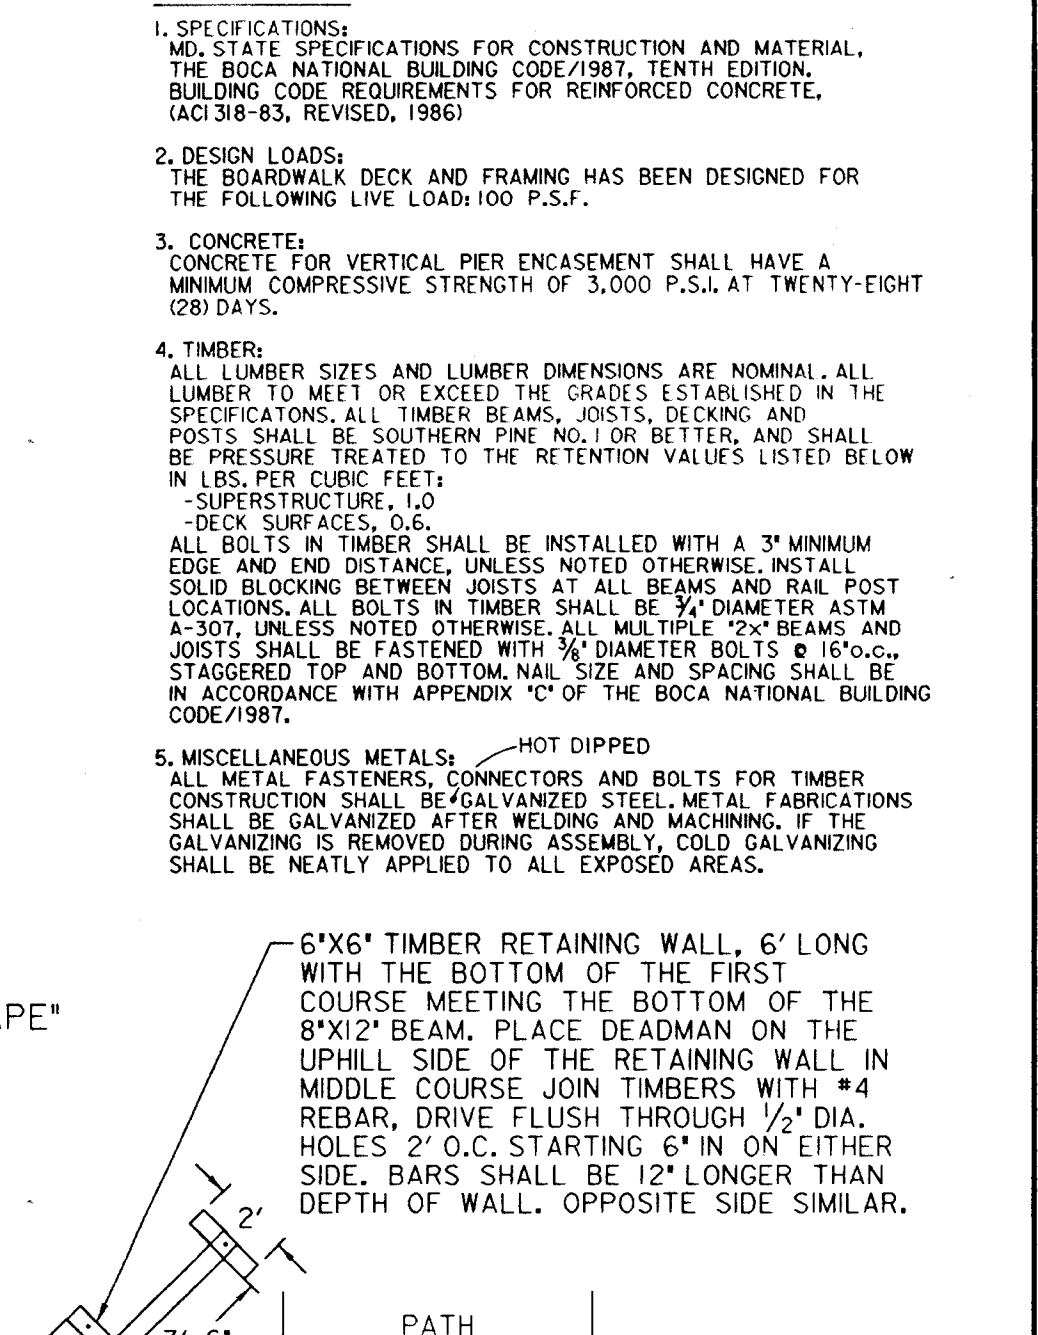 1. SPECIFICATIONS:
MD. STATE SPECIFICATIONS FOR CONSTRUCTION AND MATERIAL,
THE BOCA NATIONAL BUILDING CODE/1987, TENTH EDITION.
BUILDING CODE REQUIREMENTS FOR REINFORCED CONCRETE,
(ACI 318-83, REVISED, 1986)
2. DESIGN LOADS:
THE BOARDWALK DECK AND FRAMING HAS BEEN DESIGNED FOR
THE FOLLOWING LIVE LOAD: 100 P.S.F.
3. CONCRETE:
CONCRETE FOR VERTICAL PIER ENCASEMENT SHALL HAVE A
MINIMUM COMPRESSIVE STRENGTH OF 3,000 P.S.I. AT TWENTY-EIGHT
(28) DAYS.
4. TIMBER:
ALL LUMBER SIZES AND LUMBER DIMENSIONS ARE NOMINAL. ALL
LUMBER TO MEET OR EXCEED THE GRADES ESTABLISHED IN THE
SPECIFICATONS. ALL TIMBER BEAMS, JOISTS, DECKING AND
POSTS SHALL BE SOUTHERN PINE NO. 1 OR BETTER, AND SHALL
BE PRESSURE TREATED TO THE RETENTION VALUES LISTED BELOW
IN LBS. PER CUBIC FEET:
-SUPERSTRUCTURE, 1.0
-DECK SURFACES, 0.6.
ALL BOLTS IN TIMBER SHALL BE INSTALLED WITH A 3" MINIMUM
EDGE AND END DISTANCE, UNLESS NOTED OTHERWISE. INSTALL
SOLID BLOCKING BETWEEN JOISTS AT ALL BEAMS AND RAIL POST
LOCATIONS. ALL BOLTS IN TIMBER SHALL BE 3/4" DIAMETER ASTM
A-307, UNLESS NOTED OTHERWISE. ALL MULTIPLE "2x" BEAMS AND
JOISTS SHALL BE FASTENED WITH 3/8" DIAMETER BOLTS @ 16"o.c.,
STAGGERED TOP AND BOTTOM. NAIL SIZE AND SPACING SHALL BE
IN ACCORDANCE WITH APPENDIX "C" OF THE BOCA NATIONAL BUILDING
CODE/1987.
5. MISCELLANEOUS METALS:
HOT DIPPED
ALL METAL FASTENERS, CONNECTORS AND BOLTS FOR TIMBER
CONSTRUCTION SHALL BE GALVANIZED STEEL. METAL FABRICATIONS
SHALL BE GALVANIZED AFTER WELDING AND MACHINING. IF THE
GALVANIZING IS REMOVED DURING ASSEMBLY, COLD GALVANIZING
SHALL BE NEATLY APPLIED TO ALL EXPOSED AREAS.
6"X6" TIMBER RETAINING WALL, 6' LONG
WITH THE BOTTOM OF THE FIRST
COURSE MEETING THE BOTTOM OF THE
8"X12" BEAM. PLACE DEADMAN ON THE
UPHILL SIDE OF THE RETAINING WALL IN
MIDDLE COURSE JOIN TIMBERS WITH #4
REBAR, DRIVE FLUSH THROUGH 1/2" DIA.
HOLES 2' O.C. STARTING 6" IN ON EITHER
SIDE. BARS SHALL BE 12" LONGER THAN
DEPTH OF WALL. OPPOSITE SIDE SIMILAR.
PE"
2'
PATH